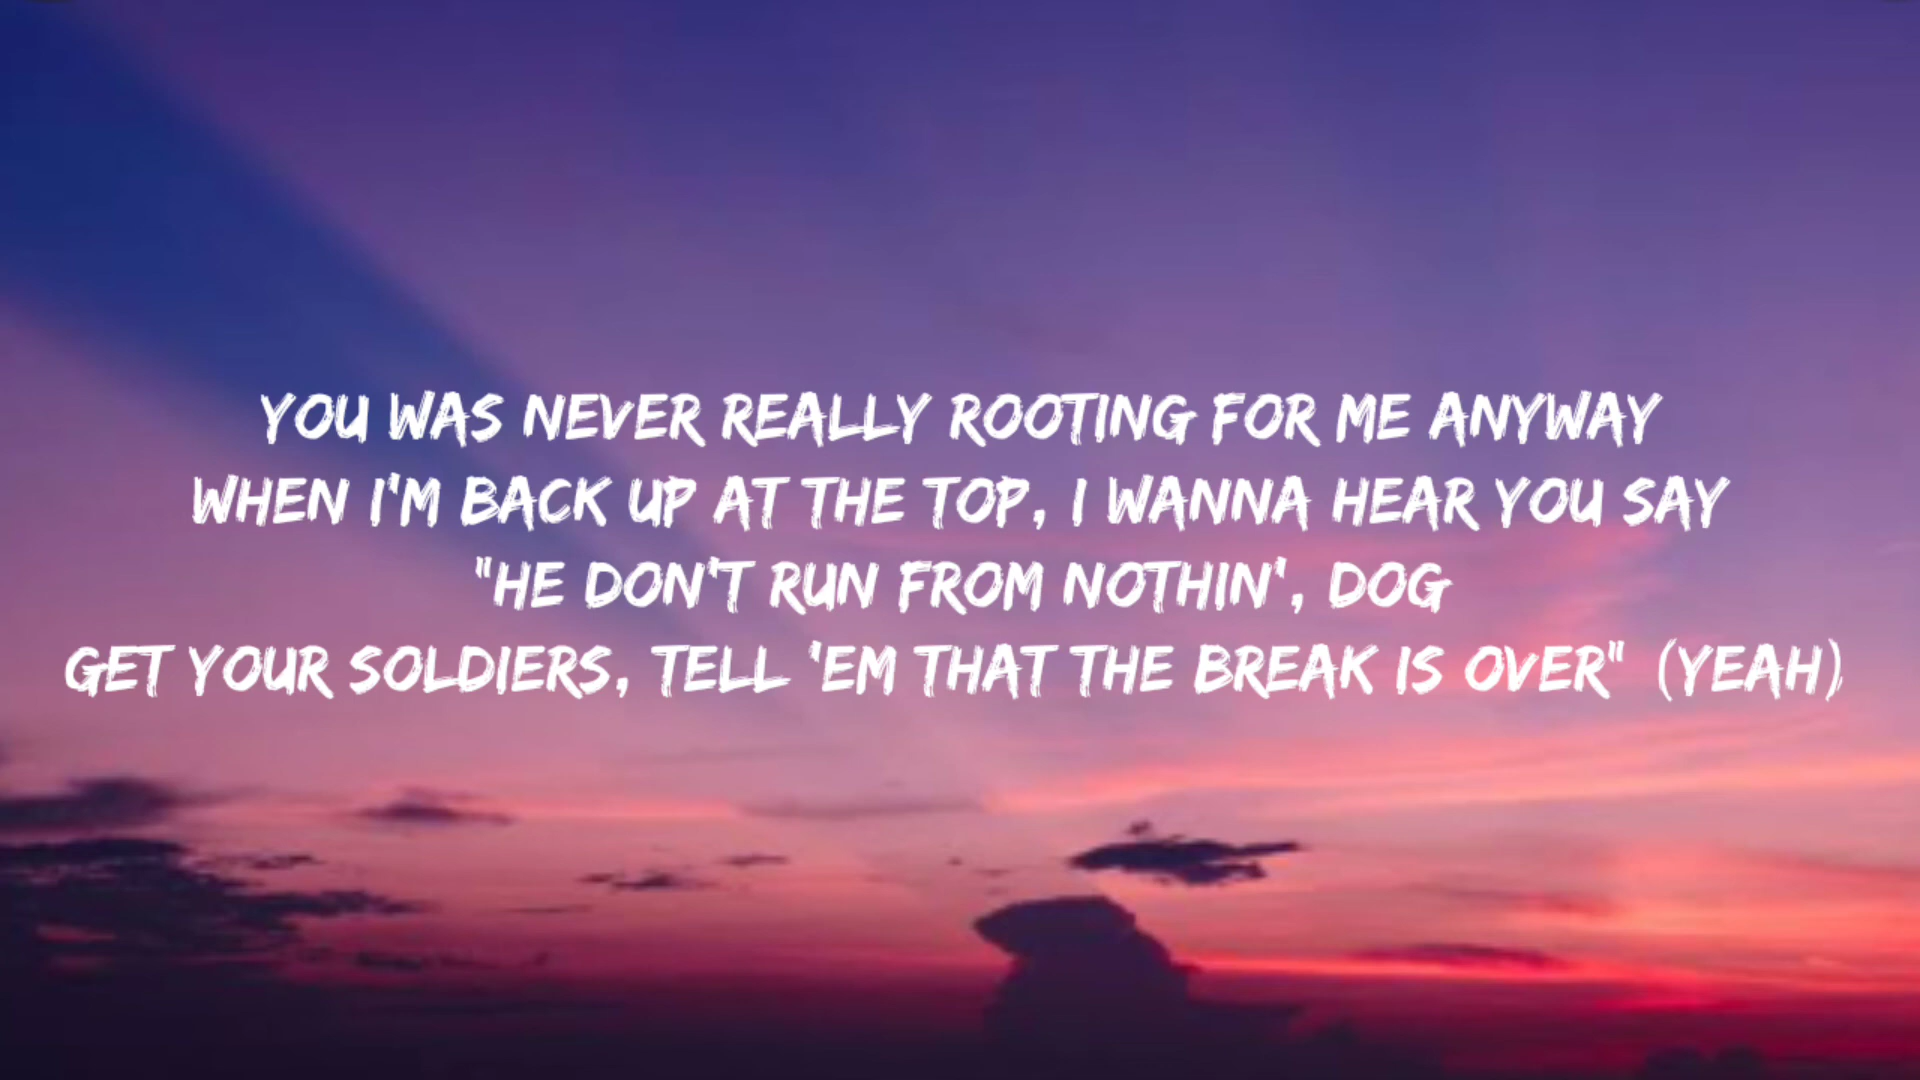 YOU WAS NEVER REALLY ROOTING FOR ME ANYWAY
WHEN I'M BACK UP AT THE TOP, I WANNA HEAR YOU SAY
"HE DON'T RUN FROM NOTHIN', DOG
GET YOUR SOLDIERS, TELL 'EM THAT THE BREAK IS OVER" (YEAH)